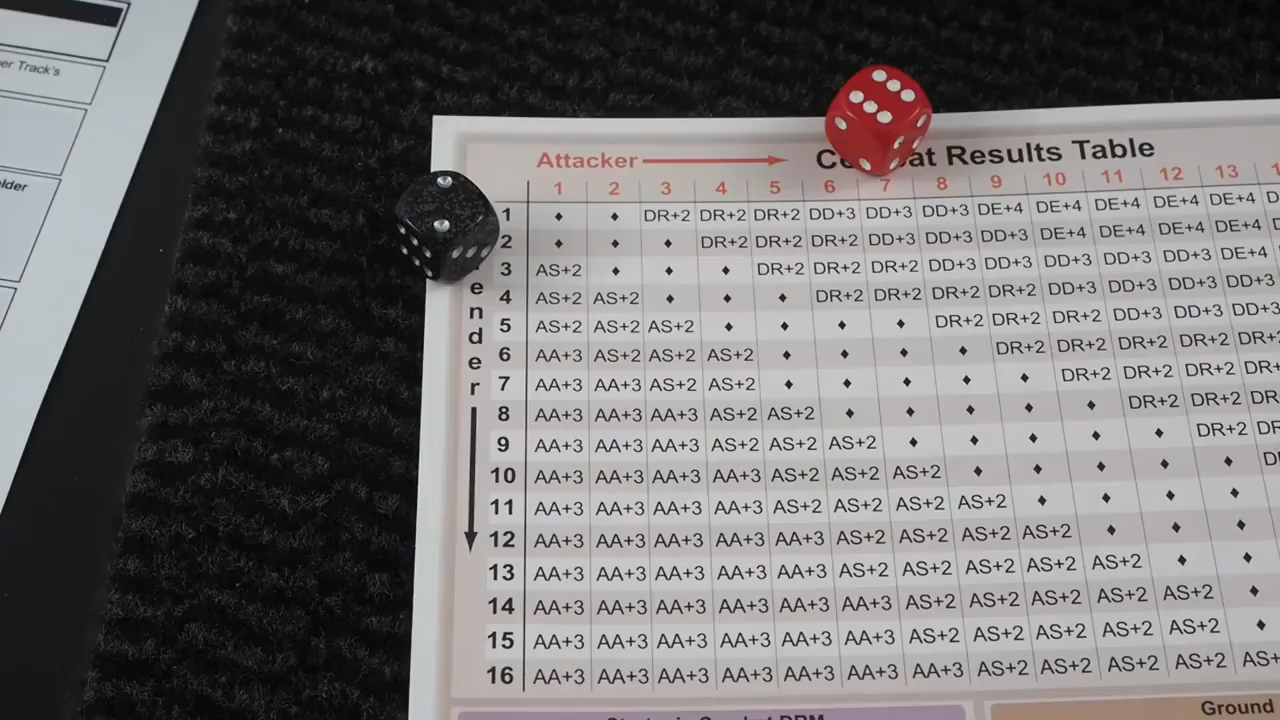 er Track's
older
Attacker
Results Table
1 2 3 4 5 6 7 8 9 10 11 12 13
ender
1 ♦ ♦ DR+2 DR+2 DR+2 DD+3 DD+3 DD+3 DE+4 DE+4 DE+4 DE+4 DE+4
2 ♦ ♦ ♦ DR+2 DR+2 DR+2 DD+3 DD+3 DD+3 DE+4 DE+4 DE+4 DE+4
3 AS+2 ♦ ♦ ♦ DR+2 DR+2 DR+2 DD+3 DD+3 DD+3 DD+3 DD+3 DE+4
4 AS+2 AS+2 ♦ ♦ ♦ DR+2 DR+2 DR+2 DR+2 DD+3 DD+3 DD+3 DD+3
5 AS+2 AS+2 AS+2 ♦ ♦ ♦ ♦ DR+2 DR+2 DR+2 DD+3 DD+3 DD+3
6 AA+3 AS+2 AS+2 AS+2 ♦ ♦ ♦ ♦ DR+2 DR+2 DR+2 DR+2 DR+
7 AA+3 AA+3 AS+2 AS+2 ♦ ♦ ♦ ♦ ♦ DR+2 DR+2 DR+2 DR+
8 AA+3 AA+3 AA+3 AS+2 AS+2 ♦ ♦ ♦ ♦ ♦ DR+2 DR+2 DR
9 AA+3 AA+3 AA+3 AS+2 AS+2 AS+2 ♦ ♦ ♦ ♦ ♦ DR+2 DR
10 AA+3 AA+3 AA+3 AA+3 AS+2 AS+2 AS+2 ♦ ♦ ♦ ♦ ♦
11 AA+3 AA+3 AA+3 AA+3 AS+2 AS+2 AS+2 AS+2 ♦ ♦ ♦ ♦
12 AA+3 AA+3 AA+3 AA+3 AA+3 AS+2 AS+2 AS+2 AS+2 ♦ ♦ ♦
13 AA+3 AA+3 AA+3 AA+3 AA+3 AS+2 AS+2 AS+2 AS+2 AS+2 ♦ ♦
14 AA+3 AA+3 AA+3 AA+3 AA+3 AA+3 AS+2 AS+2 AS+2 AS+2 AS+2 ♦
15 AA+3 AA+3 AA+3 AA+3 AA+3 AA+3 AS+2 AS+2 AS+2 AS+2 AS+2 ♦
16 AA+3 AA+3 AA+3 AA+3 AA+3 AA+3 AA+3 AS+2 AS+2 AS+2 AS+2 AS+
Strategic Combat DRM
Ground